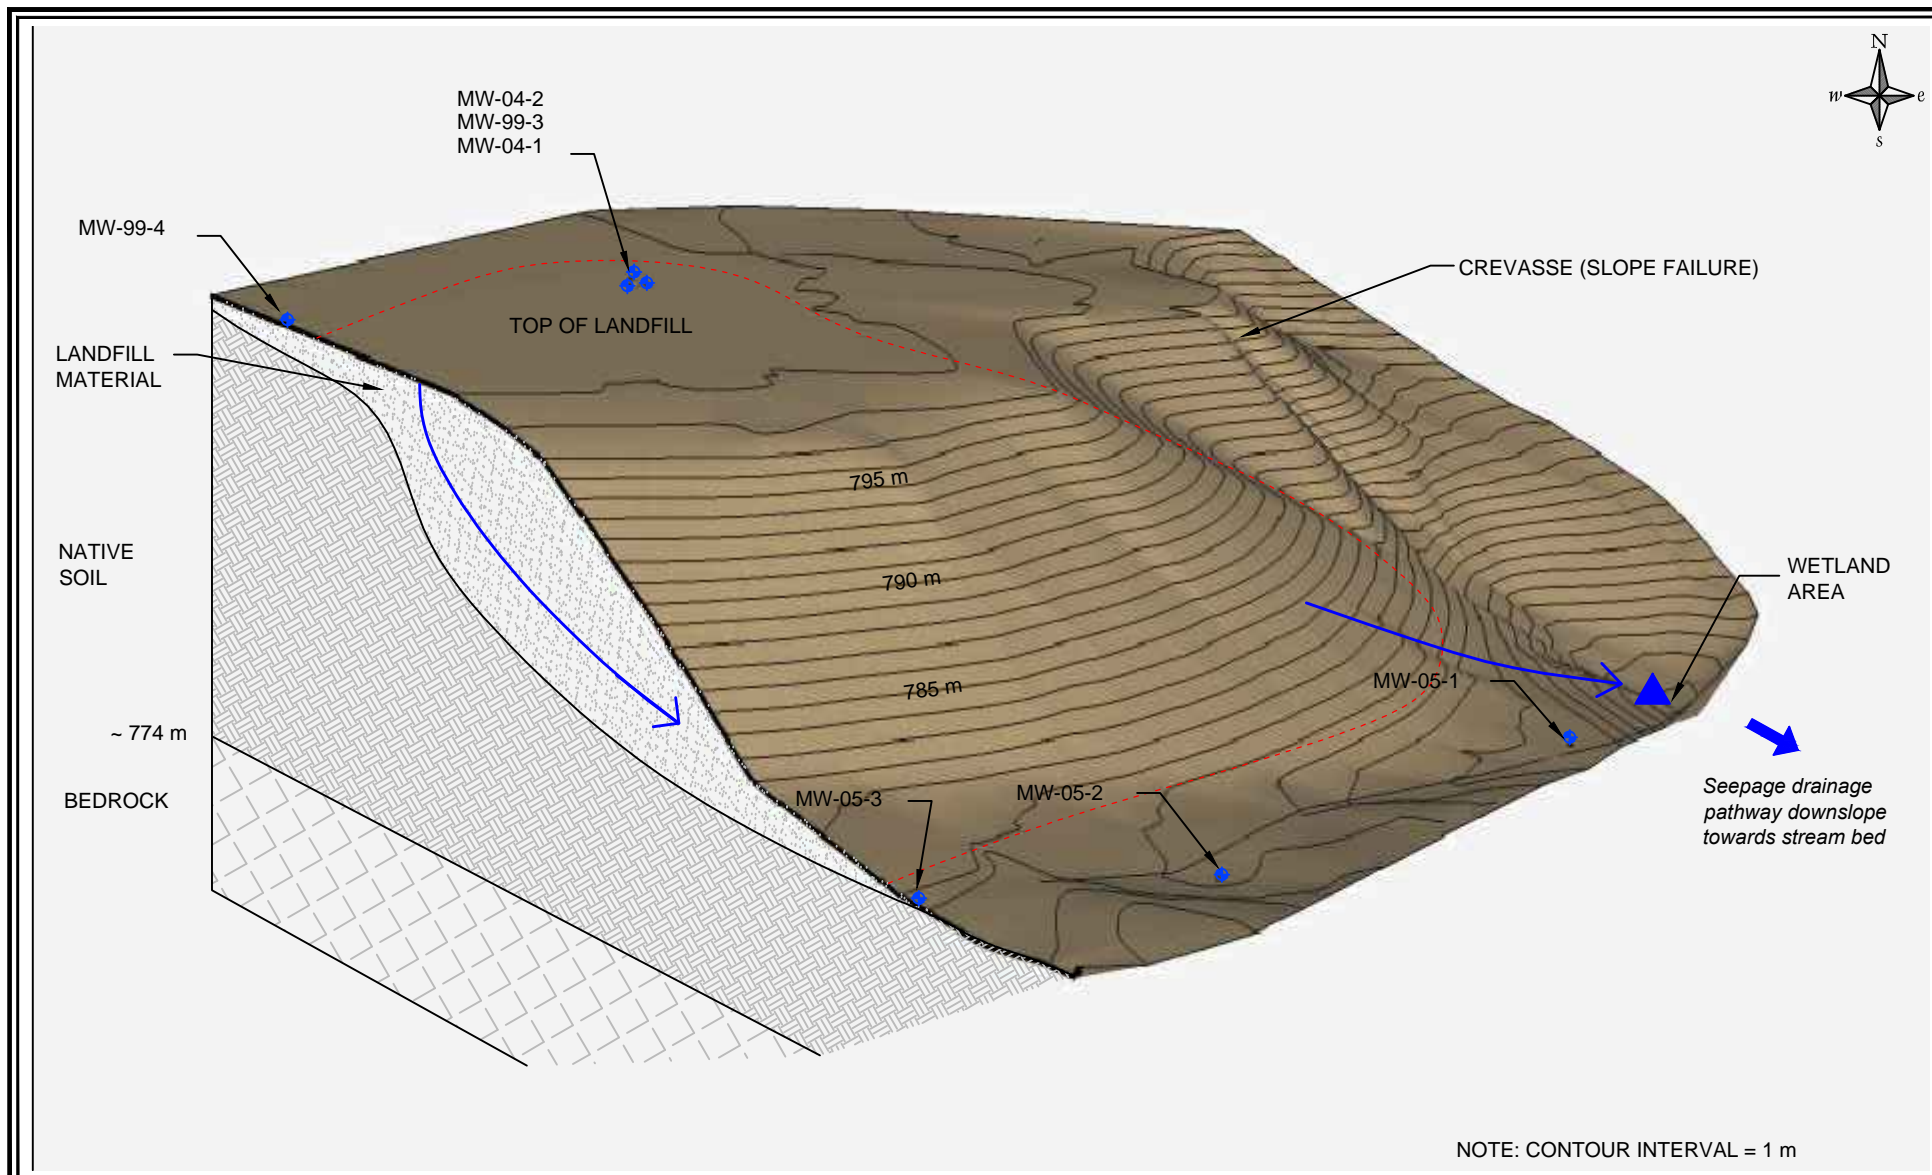 N
w
e
s
MW-04-2
MW-99-3
MW-04-1
MW-99-4
CREVASSE (SLOPE FAILURE)
TOP OF LANDFILL
LANDFILL
MATERIAL
795 m
NATIVE
SOIL
790 m
WETLAND
AREA
785 m
MW-05-1
~ 774 m
BEDROCK
MW-05-3
MW-05-2
Seepage drainage
pathway downslope
towards stream bed
NOTE: CONTOUR INTERVAL = 1 m